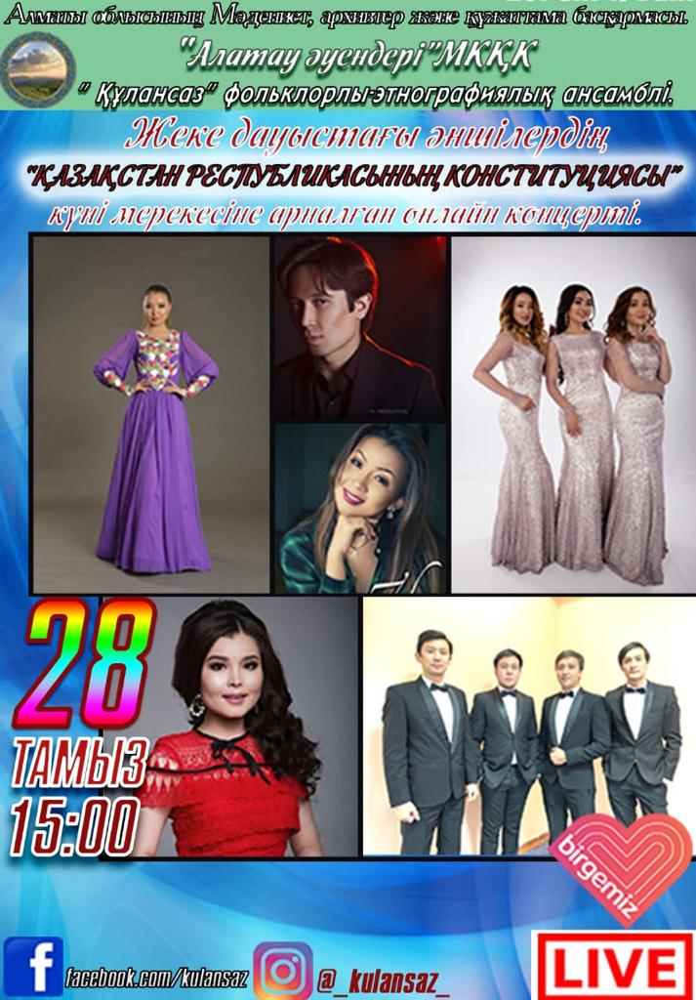 Алматы облысының Мәдениет, архивтер және құжаттама басқармасы.
"Алатау әуендері"МКҚК
" Құлансаз" фольклорлы-этнографиялық ансамблі.
Жеке дауыстағы әншілердің
"ҚАЗАҚСТАН РЕСПУБЛИКАСЫНЫҢ КОНСТИТУЦИЯСЫ"
күні мерекесіне арналған онлайн концерті.
28
ТАМЫЗ
15:00
birgemiz
facebook.com/kulansaz
@_kulansaz_
LIVE